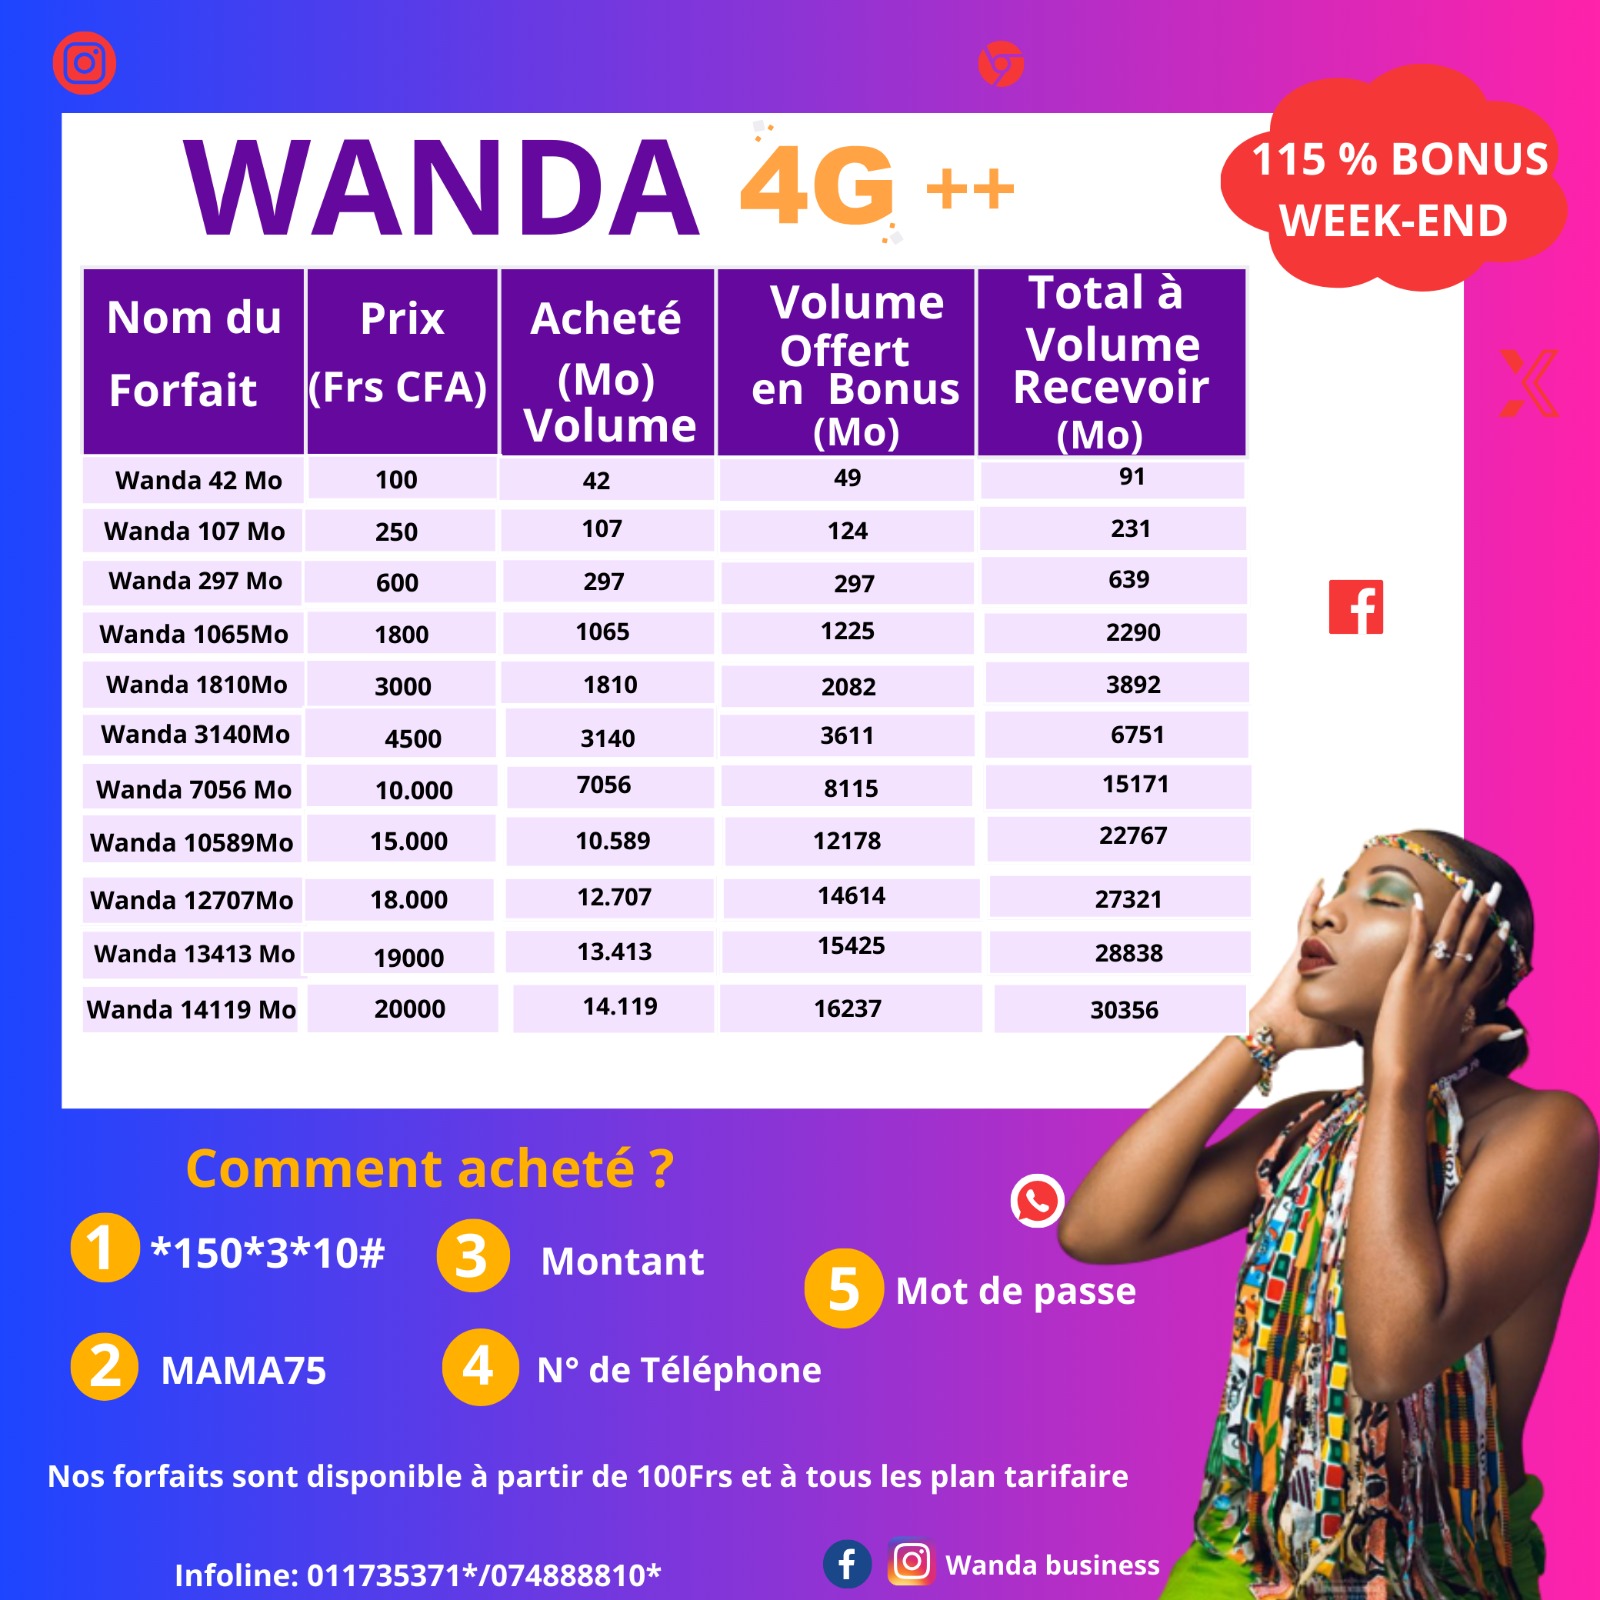 WANDA 4G ++
115 % BONUS
WEEK-END
Nom du
Forfait
Prix
(Frs CFA)
Acheté
(Mo)
Volume
Volume
Offert
en Bonus
(Mo)
Total à
Volume
Recevoir
(Mo)
Wanda 42 Mo 100 42 49 91
Wanda 107 Mo 250 107 124 231
Wanda 297 Mo 600 297 297 639
Wanda 1065Mo 1800 1065 1225 2290
Wanda 1810Mo 3000 1810 2082 3892
Wanda 3140Mo 4500 3140 3611 6751
Wanda 7056 Mo 10.000 7056 8115 15171
Wanda 10589Mo 15.000 10.589 12178 22767
Wanda 12707Mo 18.000 12.707 14614 27321
Wanda 13413 Mo 19000 13.413 15425 28838
Wanda 14119 Mo 20000 14.119 16237 30356
Comment acheté ?
1 *150*3*10#
2 MAMA75
3 Montant
4 N° de Téléphone
5 Mot de passe
Nos forfaits sont disponible à partir de 100Frs et à tous les plan tarifaire
Infoline: 011735371*/074888810*
Wanda business